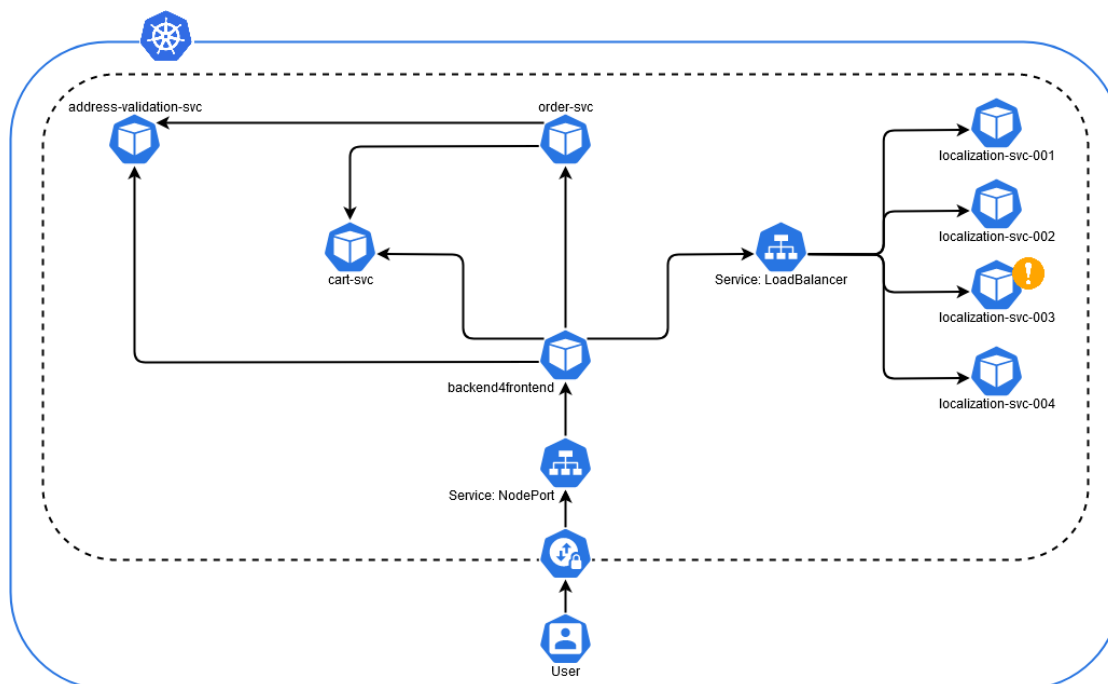 address-validation-svc
order-svc
localization-svc-001
localization-svc-002
cart-svc
Service: LoadBalancer
localization-svc-003
backend4frontend
localization-svc-004
Service: NodePort
User